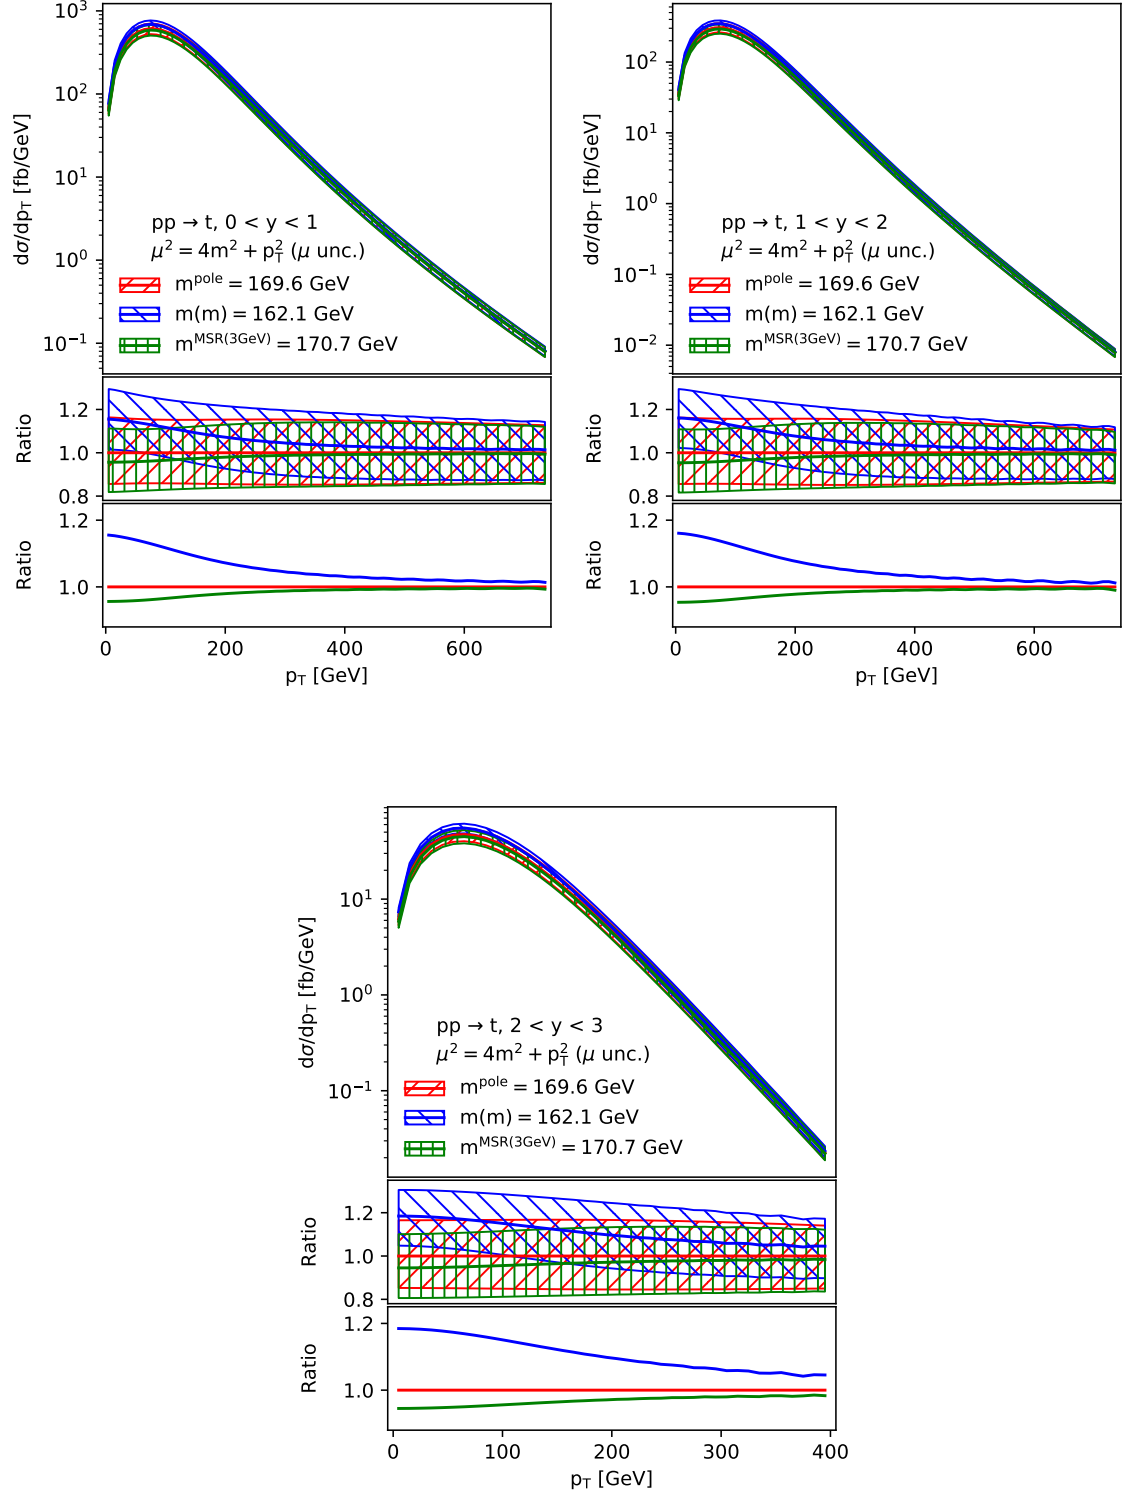 10³
10²
10¹
10⁰
10⁻¹
dσ/dp_T [fb/GeV]
pp → t, 0 < y < 1
μ² = 4m² + p_T² (μ unc.)
m^pole = 169.6 GeV
m(m) = 162.1 GeV
m^MSR(3GeV) = 170.7 GeV
1.2
1.0
0.8
Ratio
1.2
1.0
Ratio
0 200 400 600
p_T [GeV]
10²
10¹
10⁰
10⁻¹
10⁻²
dσ/dp_T [fb/GeV]
pp → t, 1 < y < 2
μ² = 4m² + p_T² (μ unc.)
m^pole = 169.6 GeV
m(m) = 162.1 GeV
m^MSR(3GeV) = 170.7 GeV
1.2
1.0
0.8
Ratio
1.2
1.0
Ratio
0 200 400 600
p_T [GeV]
10¹
10⁰
10⁻¹
dσ/dp_T [fb/GeV]
pp → t, 2 < y < 3
μ² = 4m² + p_T² (μ unc.)
m^pole = 169.6 GeV
m(m) = 162.1 GeV
m^MSR(3GeV) = 170.7 GeV
1.2
1.0
0.8
Ratio
1.2
1.0
Ratio
0 100 200 300 400
p_T [GeV]